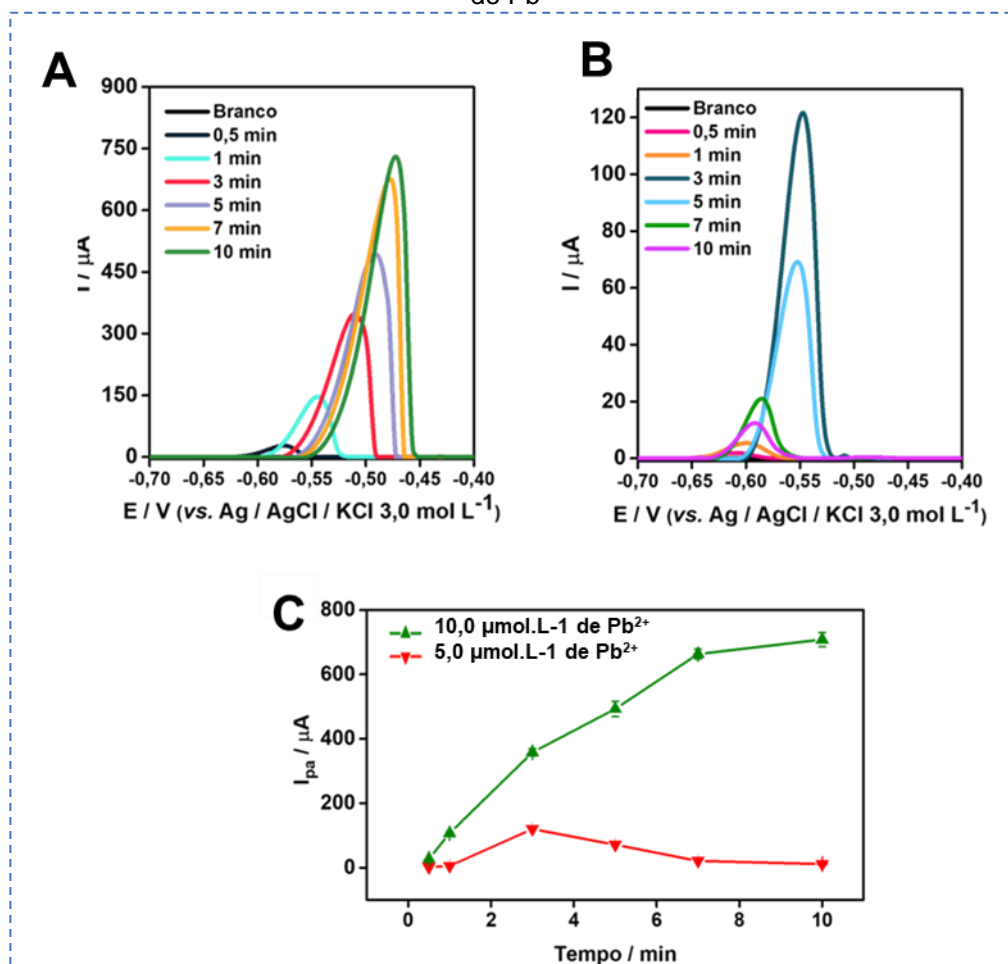 de Pb
A
900
750
600
450
300
150
0
I / µA
Branco
0,5 min
1 min
3 min
5 min
7 min
10 min
-0,70 -0,65 -0,60 -0,55 -0,50 -0,45 -0,40
E / V (vs. Ag / AgCl / KCl 3,0 mol L-1)
B
120
100
80
60
40
20
0
I / µA
Branco
0,5 min
1 min
3 min
5 min
7 min
10 min
-0,70 -0,65 -0,60 -0,55 -0,50 -0,45 -0,40
E / V (vs. Ag / AgCl / KCl 3,0 mol L-1)
C
800
600
400
200
0
Ipa / µA
10,0 µmol.L-1 de Pb2+
5,0 µmol.L-1 de Pb2+
0 2 4 6 8 10
Tempo / min